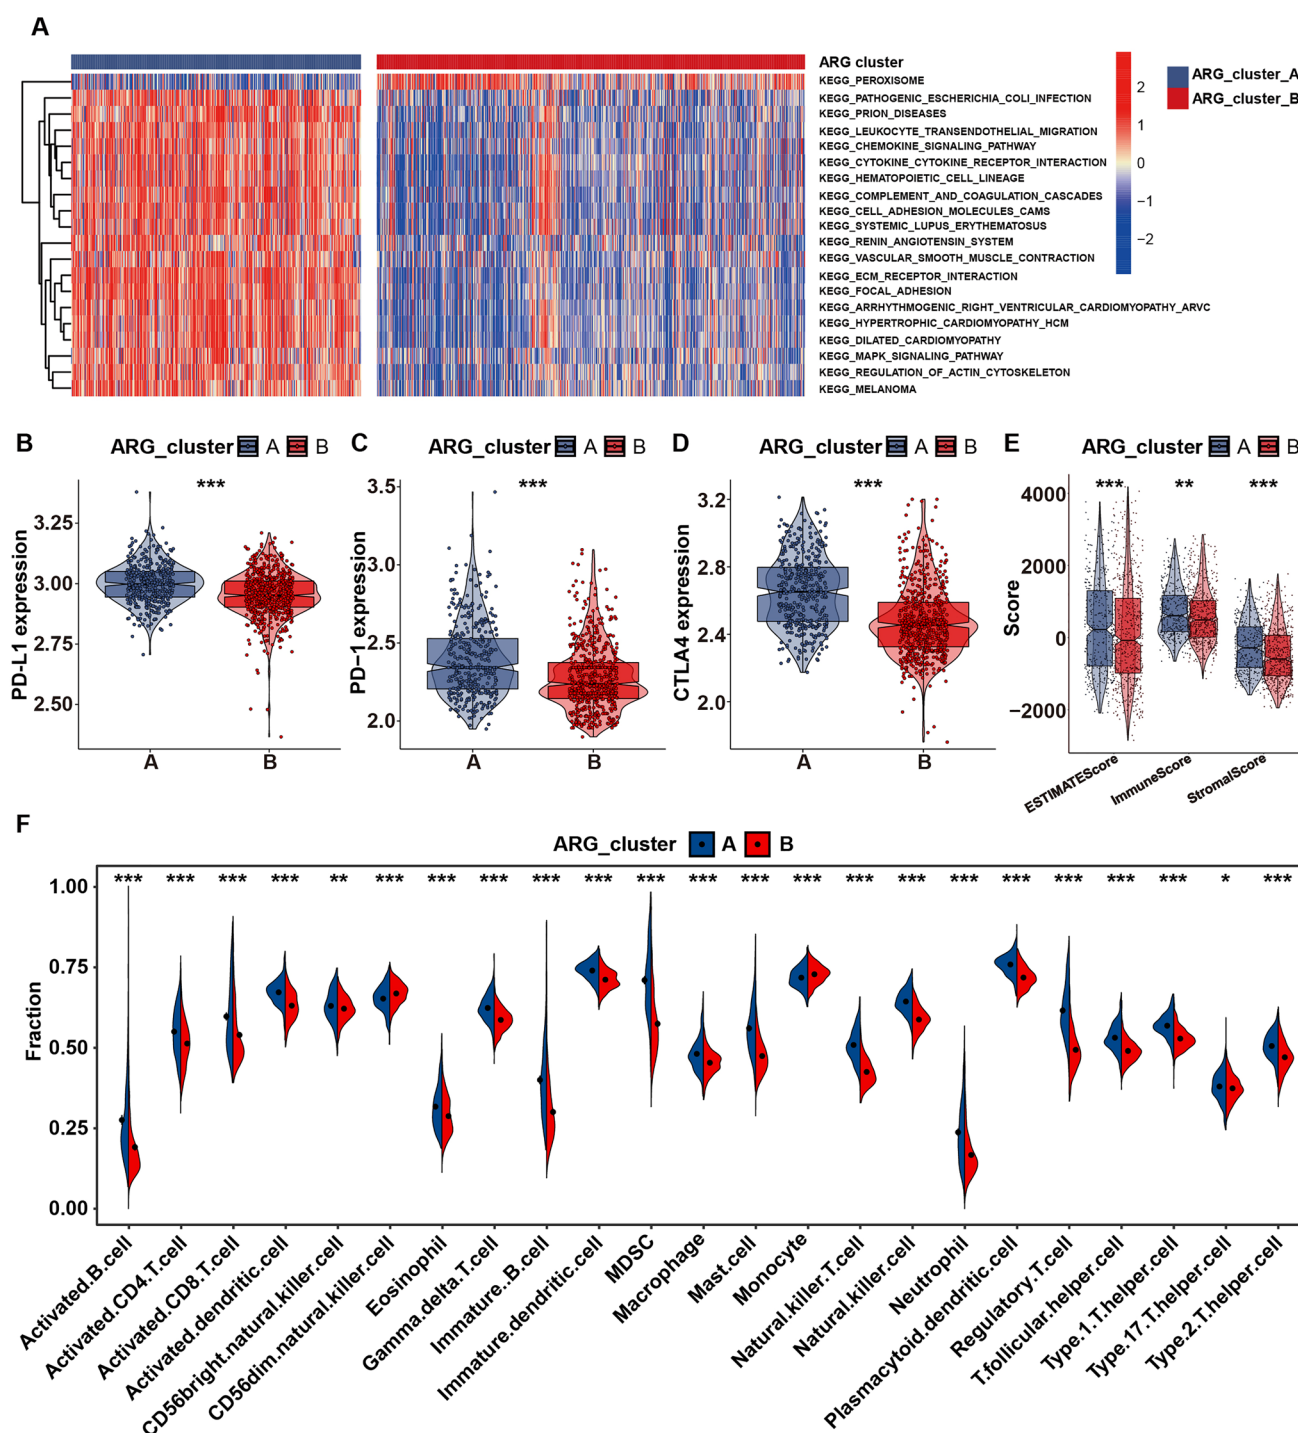 A
ARG cluster
KEGG_PEROXISOME
KEGG_PATHOGENIC_ESCHERICHIA_COLI_INFECTION
KEGG_PRION_DISEASES
KEGG_LEUKOCYTE_TRANSENDOTHELIAL_MIGRATION
KEGG_CHEMOKINE_SIGNALING_PATHWAY
KEGG_CYTOKINE_CYTOKINE_RECEPTOR_INTERACTION
KEGG_HEMATOPOIETIC_CELL_LINEAGE
KEGG_COMPLEMENT_AND_COAGULATION_CASCADES
KEGG_CELL_ADHESION_MOLECULES_CAMS
KEGG_SYSTEMIC_LUPUS_ERYTHEMATOSUS
KEGG_RENIN_ANGIOTENSIN_SYSTEM
KEGG_VASCULAR_SMOOTH_MUSCLE_CONTRACTION
KEGG_ECM_RECEPTOR_INTERACTION
KEGG_FOCAL_ADHESION
KEGG_ARRHYTHMOGENIC_RIGHT_VENTRICULAR_CARDIOMYOPATHY_ARVC
KEGG_HYPERTROPHIC_CARDIOMYOPATHY_HCM
KEGG_DILATED_CARDIOMYOPATHY
KEGG_MAPK_SIGNALING_PATHWAY
KEGG_REGULATION_OF_ACTIN_CYTOSKELETON
KEGG_MELANOMA
2
1
0
−1
−2
ARG_cluster_A
ARG_cluster_B
B
ARG_cluster A B
***
PD-L1 expression
3.25
3.00
2.75
2.50
A B
C
ARG_cluster A B
***
PD−1 expression
3.5
3.0
2.5
2.0
A B
D
ARG_cluster A B
***
CTLA4 expression
3.2
2.8
2.4
2.0
A B
E
ARG_cluster A B
*** ** ***
Score
4000
2000
0
−2000
ESTIMATEScore
ImmuneScore
StromalScore
F
ARG_cluster A B
*** *** *** *** ** *** *** *** *** *** *** *** *** *** *** *** *** *** *** *** *** * ***
Fraction
1.00
0.75
0.50
0.25
0.00
Activated.B.cell
Activated.CD4.T.cell
Activated.CD8.T.cell
Activated.dendritic.cell
CD56bright.natural.killer.cell
CD56dim.natural.killer.cell
Eosinophil
Gamma.delta.T.cell
Immature..B.cell
Immature.dendritic.cell
MDSC
Macrophage
Mast.cell
Monocyte
Natural.killer.T.cell
Natural.killer.cell
Neutrophil
Plasmacytoid.dendritic.cell
Regulatory.T.cell
T.follicular.helper.cell
Type.1.T.helper.cell
Type.17.T.helper.cell
Type.2.T.helper.cell